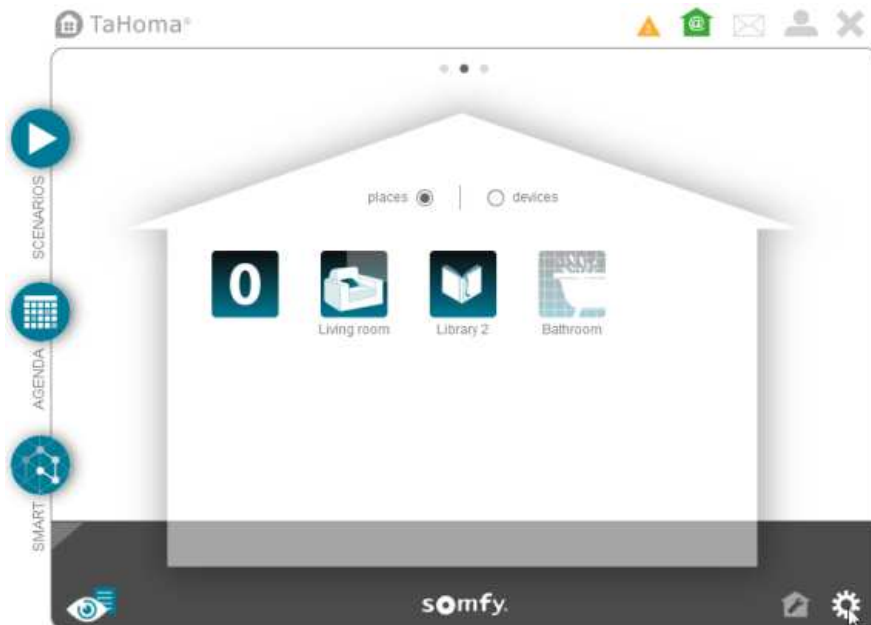 TaHoma®
places
devices
0
Living room
Library 2
Bathroom
SCENARIOS
AGENDA
SMART
somfy.